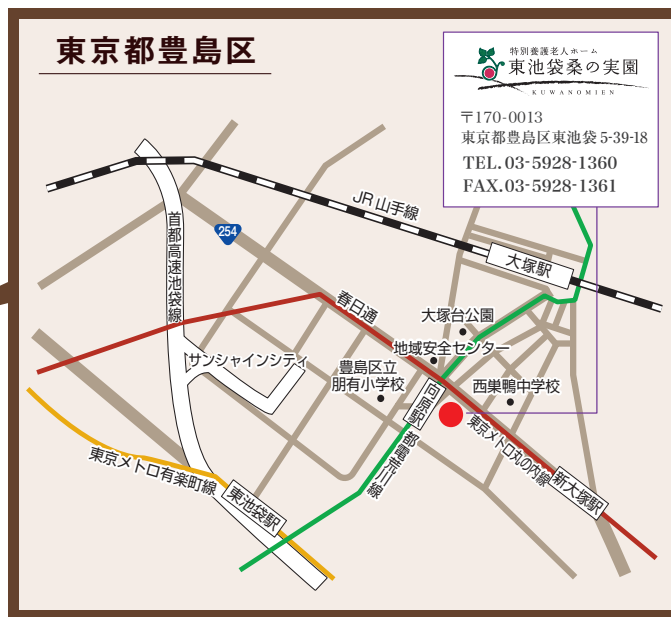 東京都豊島区
特別養護老人ホーム
東池袋桑の実園
KUWANOMIEN
〒170-0013
東京都豊島区東池袋5-39-18
TEL.03-5928-1360
FAX.03-5928-1361
JR山手線
首都高速池袋線
254
大塚駅
春日通
大塚台公園
地域安全センター
サンシャインシティ
豊島区立
朋有小学校
西巣鴨中学校
向原駅
都電荒川線
東京メトロ丸の内線
新大塚駅
東京メトロ有楽町線
東池袋駅